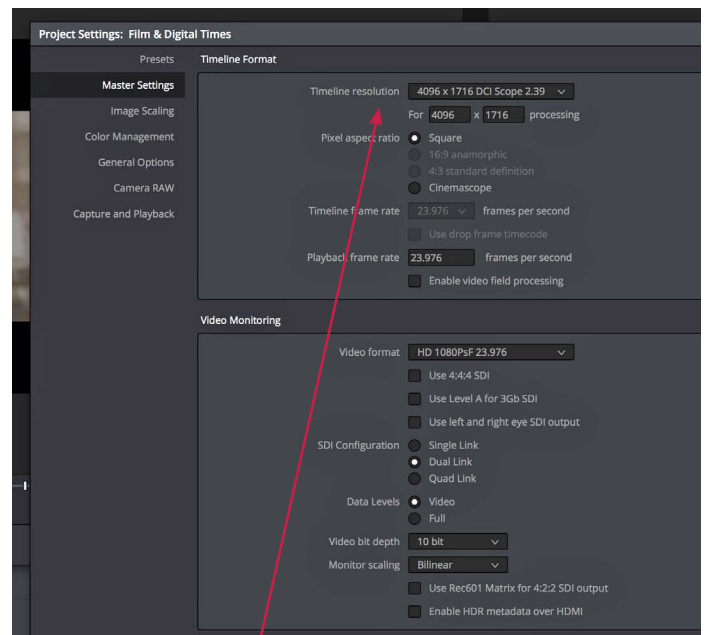 Project Settings: Film & Digital Times
Presets
Master Settings
Image Scaling
Color Management
General Options
Camera RAW
Capture and Playback
Timeline Format
Timeline resolution 4096 x 1716 DCI Scope 2.39
For 4096 x 1716 processing
Pixel aspect ratio Square
16:9 anamorphic
4:3 standard definition
Cinemascope
Timeline frame rate 23.976 frames per second
Use drop frame timecode
Playback frame rate 23.976 frames per second
Enable video field processing
Video Monitoring
Video format HD 1080PsF 23.976
Use 4:4:4 SDI
Use Level A for 3Gb SDI
Use left and right eye SDI output
SDI Configuration Single Link
Dual Link
Quad Link
Data Levels Video
Full
Video bit depth 10 bit
Monitor scaling Bilinear
Use Rec601 Matrix for 4:2:2 SDI output
Enable HDR metadata over HDMI